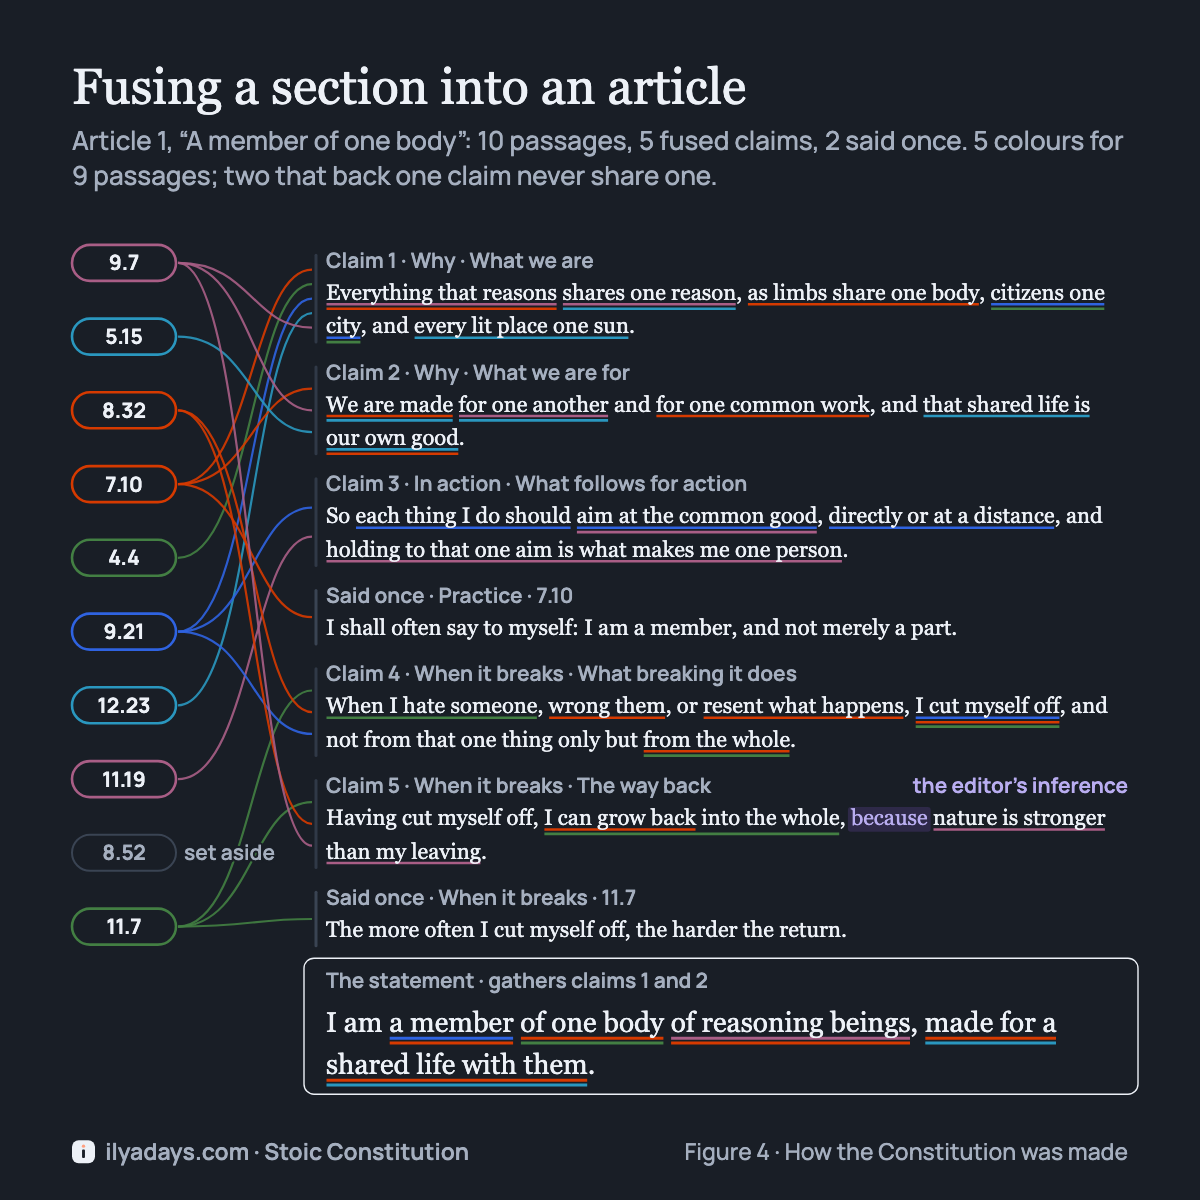 Fusing a section into an article
Article 1, “A member of one body”: 10 passages, 5 fused claims, 2 said once. 5 colours for
9 passages; two that back one claim never share one.
9.7
5.15
8.32
7.10
4.4
9.21
12.23
11.19
8.52 set aside
11.7
Claim 1 · Why · What we are
Everything that reasons shares one reason, as limbs share one body, citizens one
city, and every lit place one sun.
Claim 2 · Why · What we are for
We are made for one another and for one common work, and that shared life is
our own good.
Claim 3 · In action · What follows for action
So each thing I do should aim at the common good, directly or at a distance, and
holding to that one aim is what makes me one person.
Said once · Practice · 7.10
I shall often say to myself: I am a member, and not merely a part.
Claim 4 · When it breaks · What breaking it does
When I hate someone, wrong them, or resent what happens, I cut myself off, and
not from that one thing only but from the whole.
Claim 5 · When it breaks · The way back
the editor’s inference
Having cut myself off, I can grow back into the whole, because nature is stronger
than my leaving.
Said once · When it breaks · 11.7
The more often I cut myself off, the harder the return.
The statement · gathers claims 1 and 2
I am a member of one body of reasoning beings, made for a
shared life with them.
i ilyadays.com · Stoic Constitution
Figure 4 · How the Constitution was made